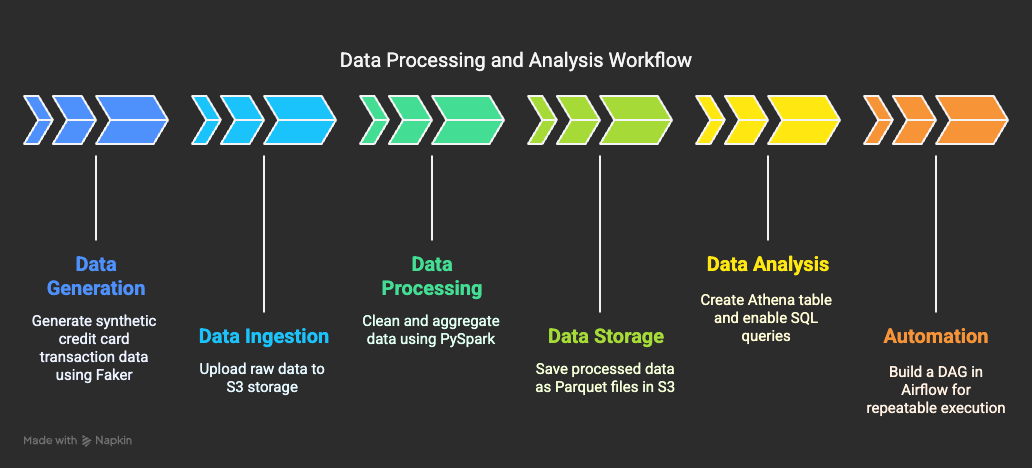 Data Processing and Analysis Workflow
Data
Generation
Generate synthetic
credit card
transaction data
using Faker
Data Ingestion
Upload raw data to
S3 storage
Data
Processing
Clean and aggregate
data using PySpark
Data Storage
Save processed data
as Parquet files in S3
Data Analysis
Create Athena table
and enable SQL
queries
Automation
Build a DAG in
Airflow for
repeatable execution
Made with Napkin